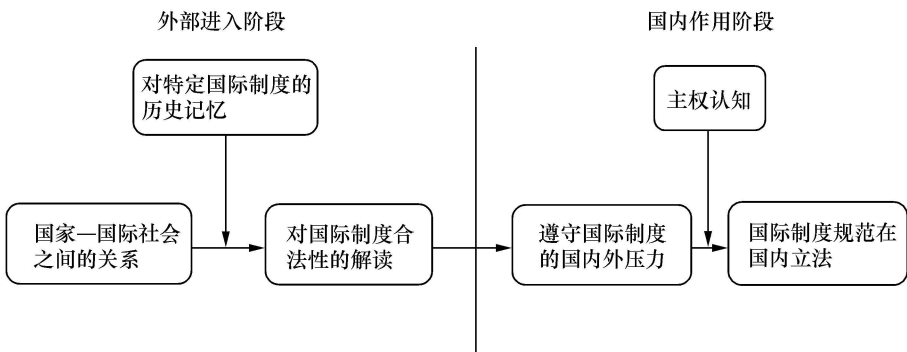 外部进入阶段
国内作用阶段
对特定国际制度的
历史记忆
主权认知
国家—国际社会
之间的关系
对国际制度合
法性的解读
遵守国际制度
的国内外压力
国际制度规范在
国内立法